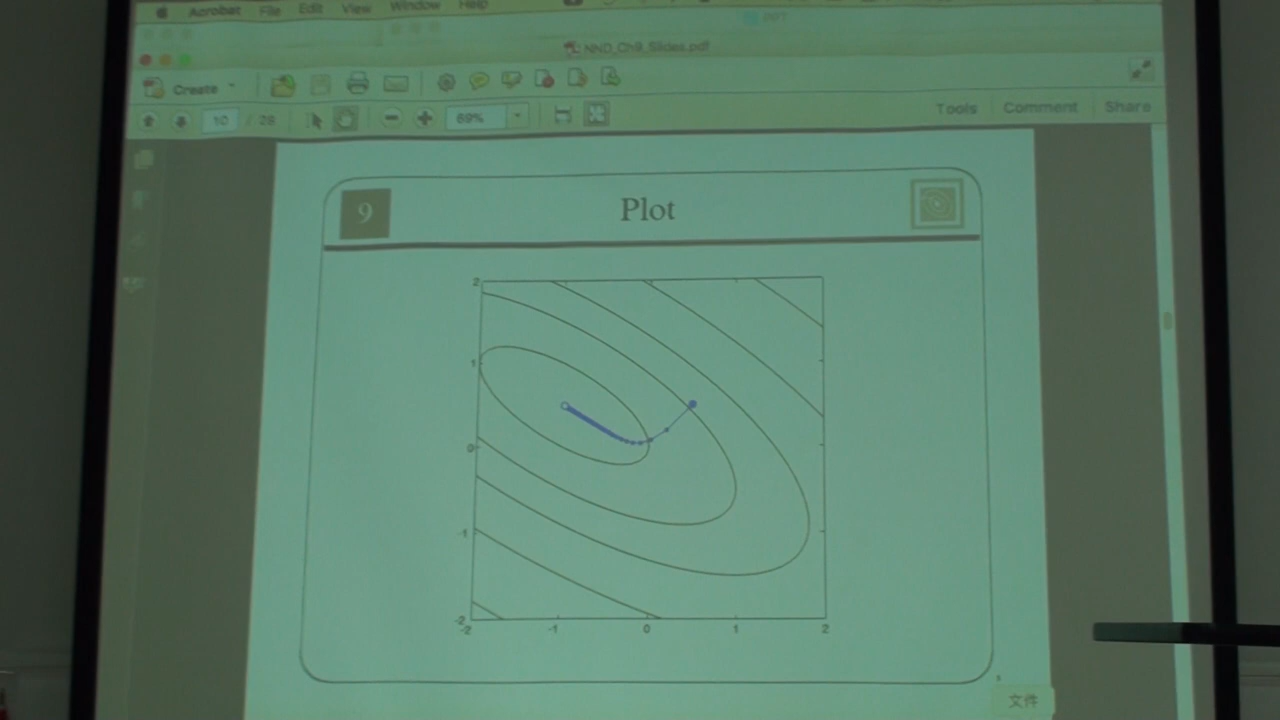 Acrobat File Edit View Window Help
NND_Ch9_Slides.pdf
Create
10 / 28 69% Tools Comment Share
9 Plot
2
1
0
-1
-2
-2 -1 0 1 2
文件